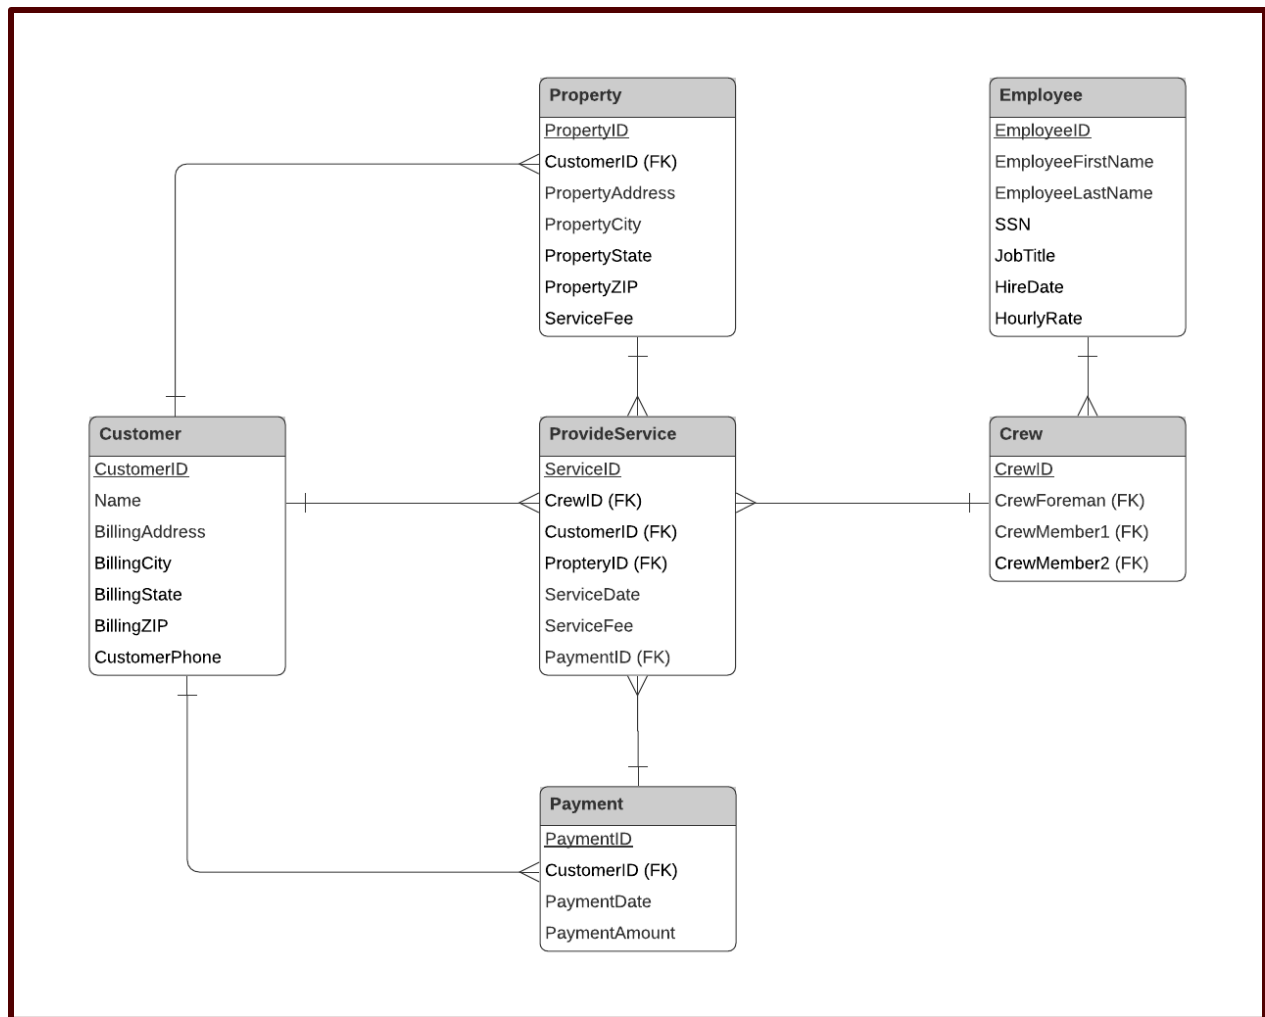 Property
PropertyID
CustomerID (FK)
PropertyAddress
PropertyCity
PropertyState
PropertyZIP
ServiceFee
Employee
EmployeeID
EmployeeFirstName
EmployeeLastName
SSN
JobTitle
HireDate
HourlyRate
Customer
CustomerID
Name
BillingAddress
BillingCity
BillingState
BillingZIP
CustomerPhone
ProvideService
ServiceID
CrewID (FK)
CustomerID (FK)
PropteryID (FK)
ServiceDate
ServiceFee
PaymentID (FK)
Crew
CrewID
CrewForeman (FK)
CrewMember1 (FK)
CrewMember2 (FK)
Payment
PaymentID
CustomerID (FK)
PaymentDate
PaymentAmount